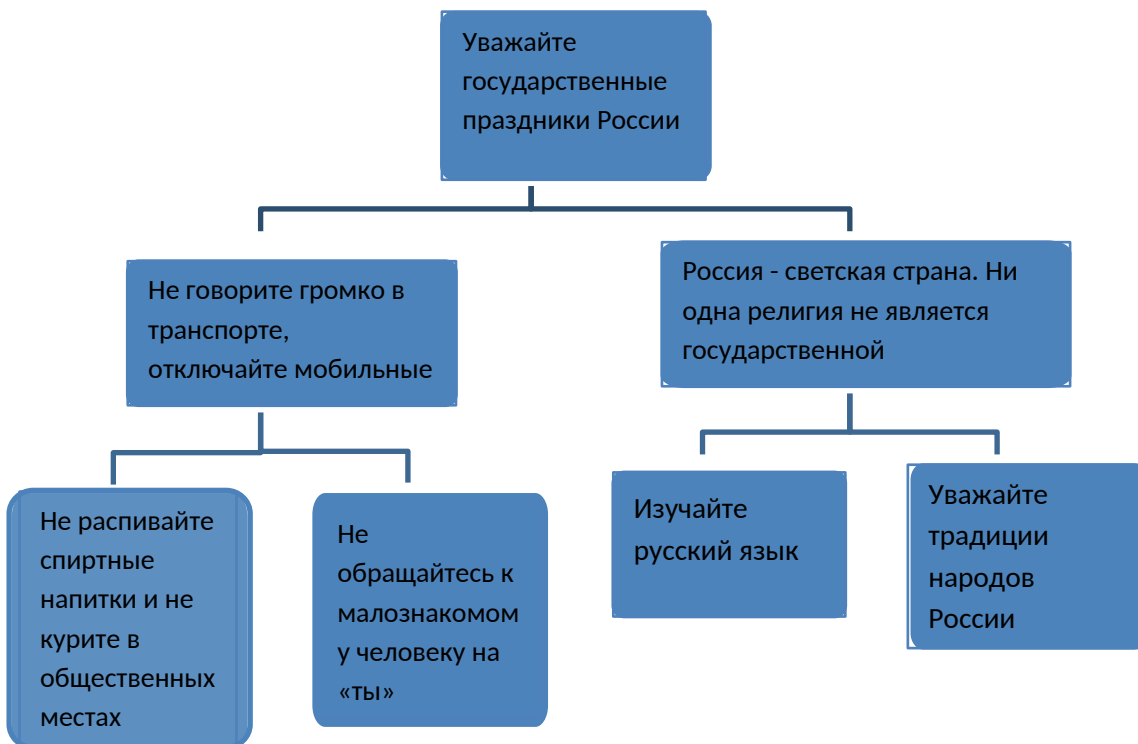 Уважайте
государственные
праздники России
Не говорите громко в
транспорте,
отключайте мобильные
Россия - светская страна. Ни
одна религия не является
государственной
Не распивайте
спиртные
напитки и не
курите в
общественных
местах
Не
обращайтесь к
малознакомом
у человеку на
«ты»
Изучайте
русский язык
Уважайте
традиции
народов
России